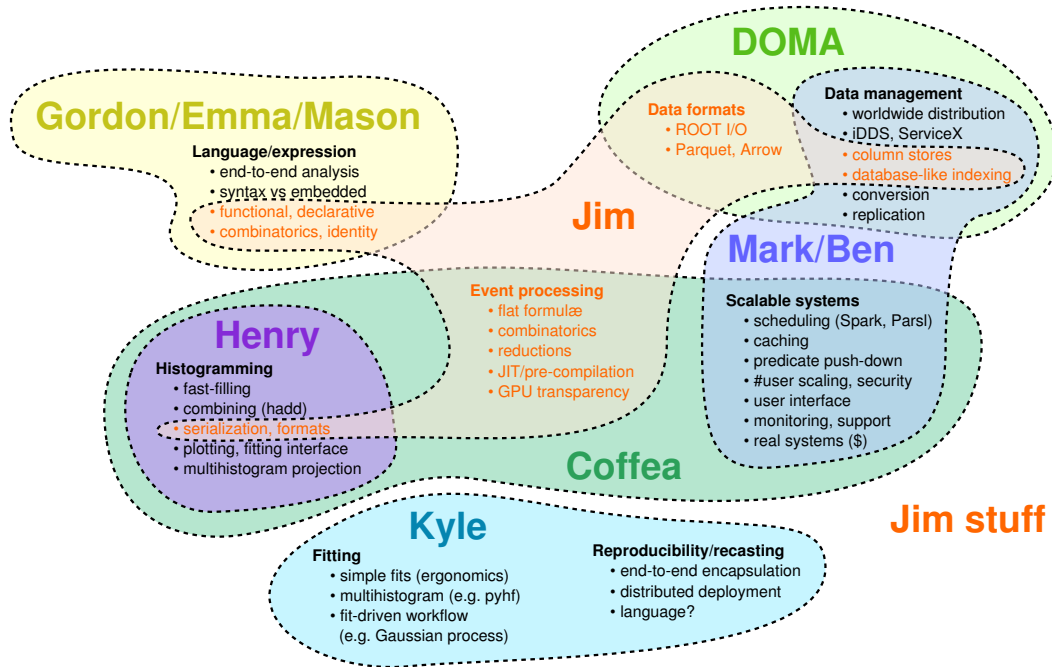 DOMA
Gordon/Emma/Mason
Language/expression
• end-to-end analysis
• syntax vs embedded
• functional, declarative
• combinatorics, identity
Data formats
• ROOT I/O
• Parquet, Arrow
Data management
• worldwide distribution
• iDDS, ServiceX
• column stores
• database-like indexing
• conversion
• replication
Jim
Mark/Ben
Event processing
• flat formulæ
• combinatorics
• reductions
• JIT/pre-compilation
• GPU transparency
Scalable systems
• scheduling (Spark, Parsl)
• caching
• predicate push-down
• #user scaling, security
• user interface
• monitoring, support
• real systems ($)
Henry
Histogramming
• fast-filling
• combining (hadd)
• serialization, formats
• plotting, fitting interface
• multihistogram projection
Coffea
Jim stuff
Kyle
Fitting
• simple fits (ergonomics)
• multihistogram (e.g. pyhf)
• fit-driven workflow
(e.g. Gaussian process)
Reproducibility/recasting
• end-to-end encapsulation
• distributed deployment
• language?